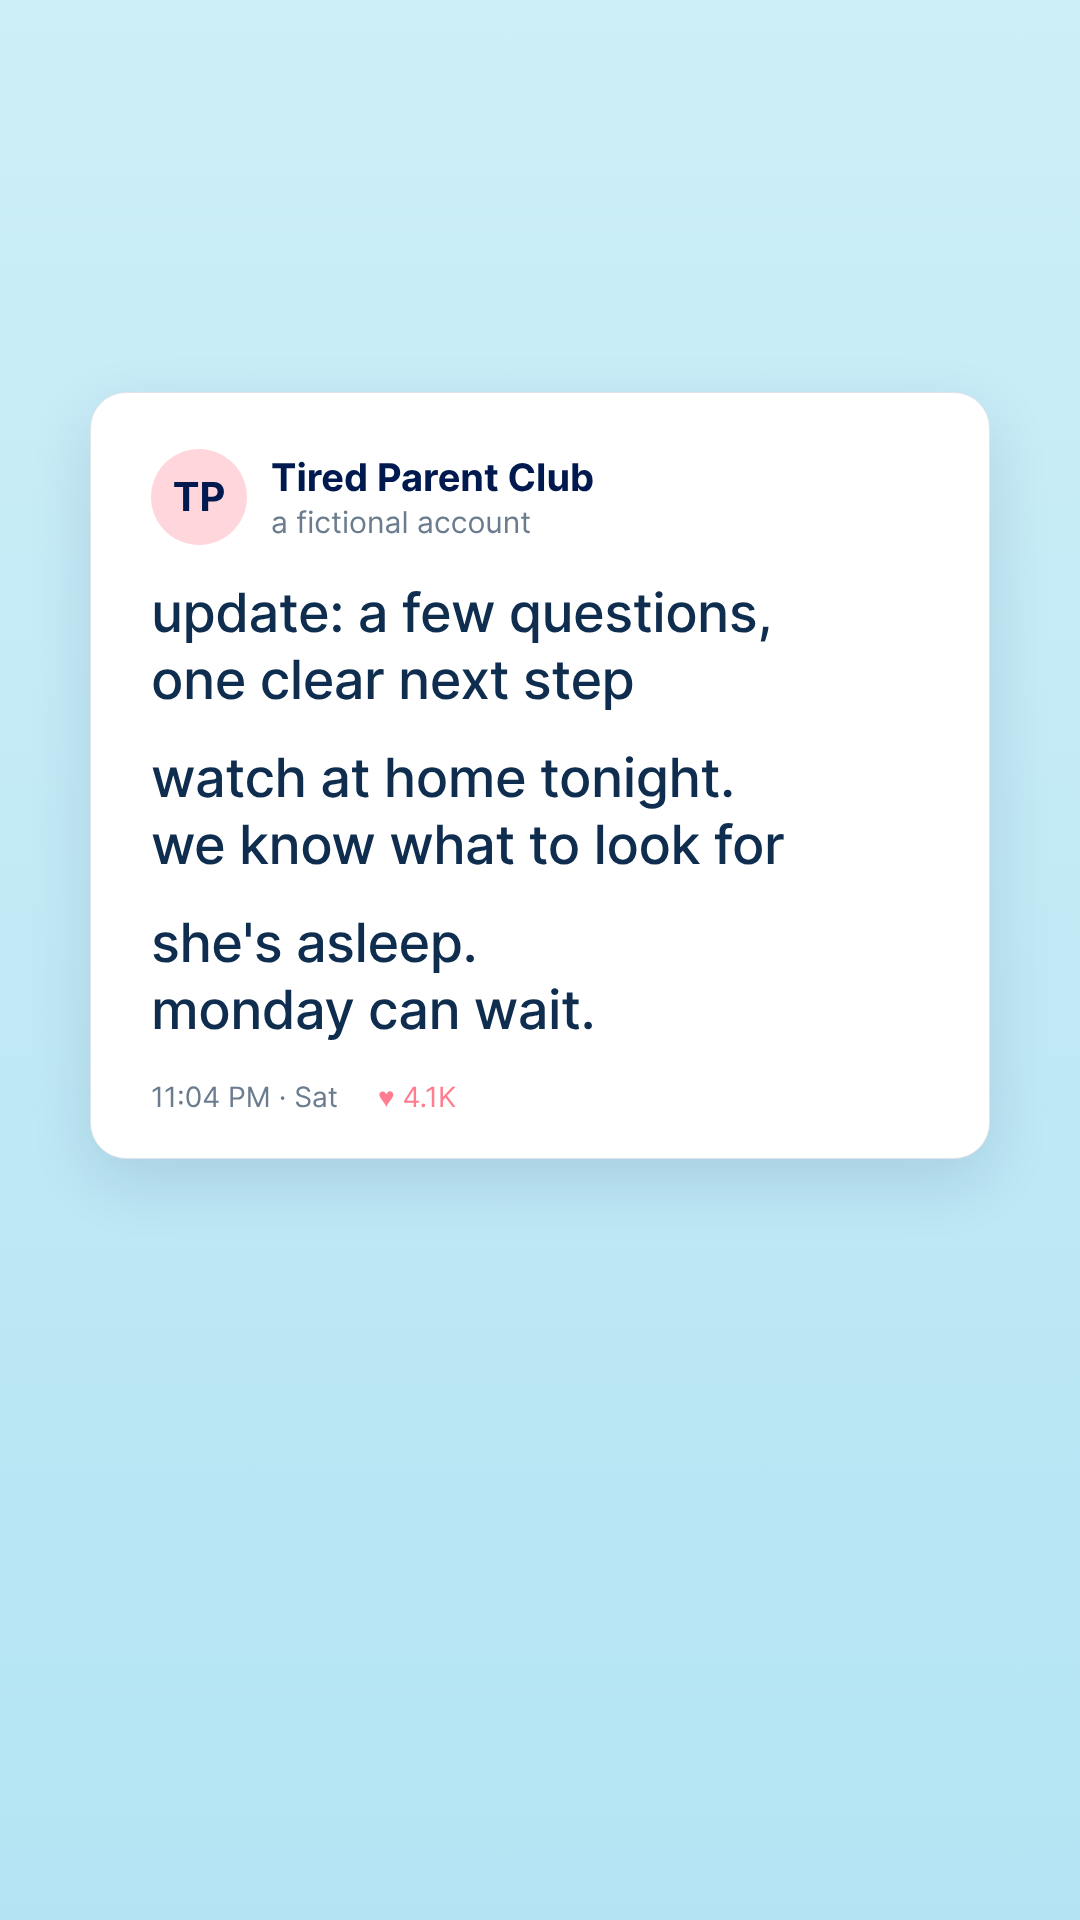 TP
Tired Parent Club
a fictional account
update: a few questions,
one clear next step
watch at home tonight.
we know what to look for
she's asleep.
monday can wait.
11:04 PM · Sat ♥ 4.1K